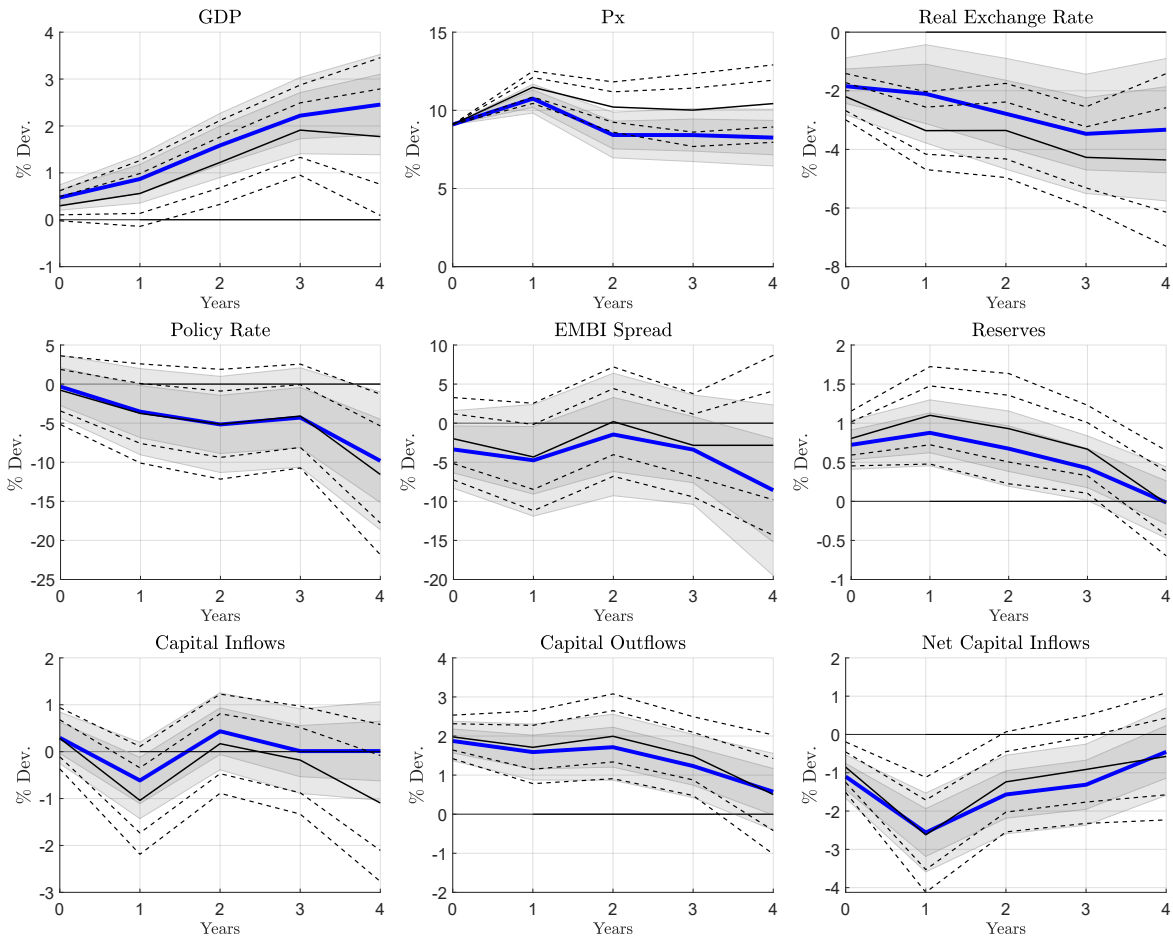 GDP
Px
Real Exchange Rate
4
3
2
1
0
-1
% Dev.
0 1 2 3 4
Years
15
10
5
0
% Dev.
0 1 2 3 4
Years
0
-2
-4
-6
-8
% Dev.
0 1 2 3 4
Years
Policy Rate
EMBI Spread
Reserves
5
0
-5
-10
-15
-20
-25
% Dev.
0 1 2 3 4
Years
10
5
0
-5
-10
-15
-20
% Dev.
0 1 2 3 4
Years
2
1.5
1
0.5
0
-0.5
-1
% Dev.
0 1 2 3 4
Years
Capital Inflows
Capital Outflows
Net Capital Inflows
2
1
0
-1
-2
-3
% Dev.
0 1 2 3 4
Years
4
3
2
1
0
-1
-2
% Dev.
0 1 2 3 4
Years
2
1
0
-1
-2
-3
-4
% Dev.
0 1 2 3 4
Years